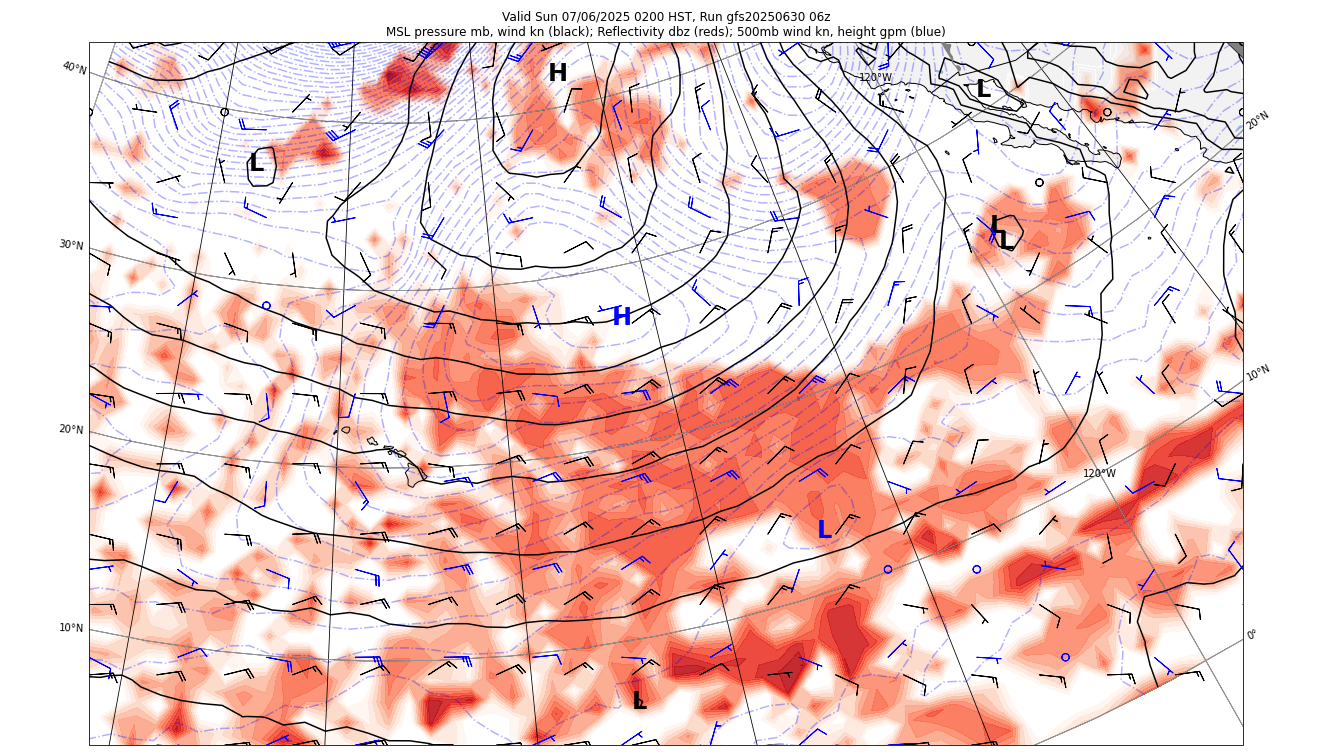 Valid Sun 07/06/2025 0200 HST, Run gfs20250630 06z
MSL pressure mb, wind kn (black); Reflectivity dbz (reds); 500mb wind kn, height gpm (blue)
40°N
H
120°W
L
20°N
L
30°N
L
L
H
10°N
20°N
120°W
L
10°N
0°
L